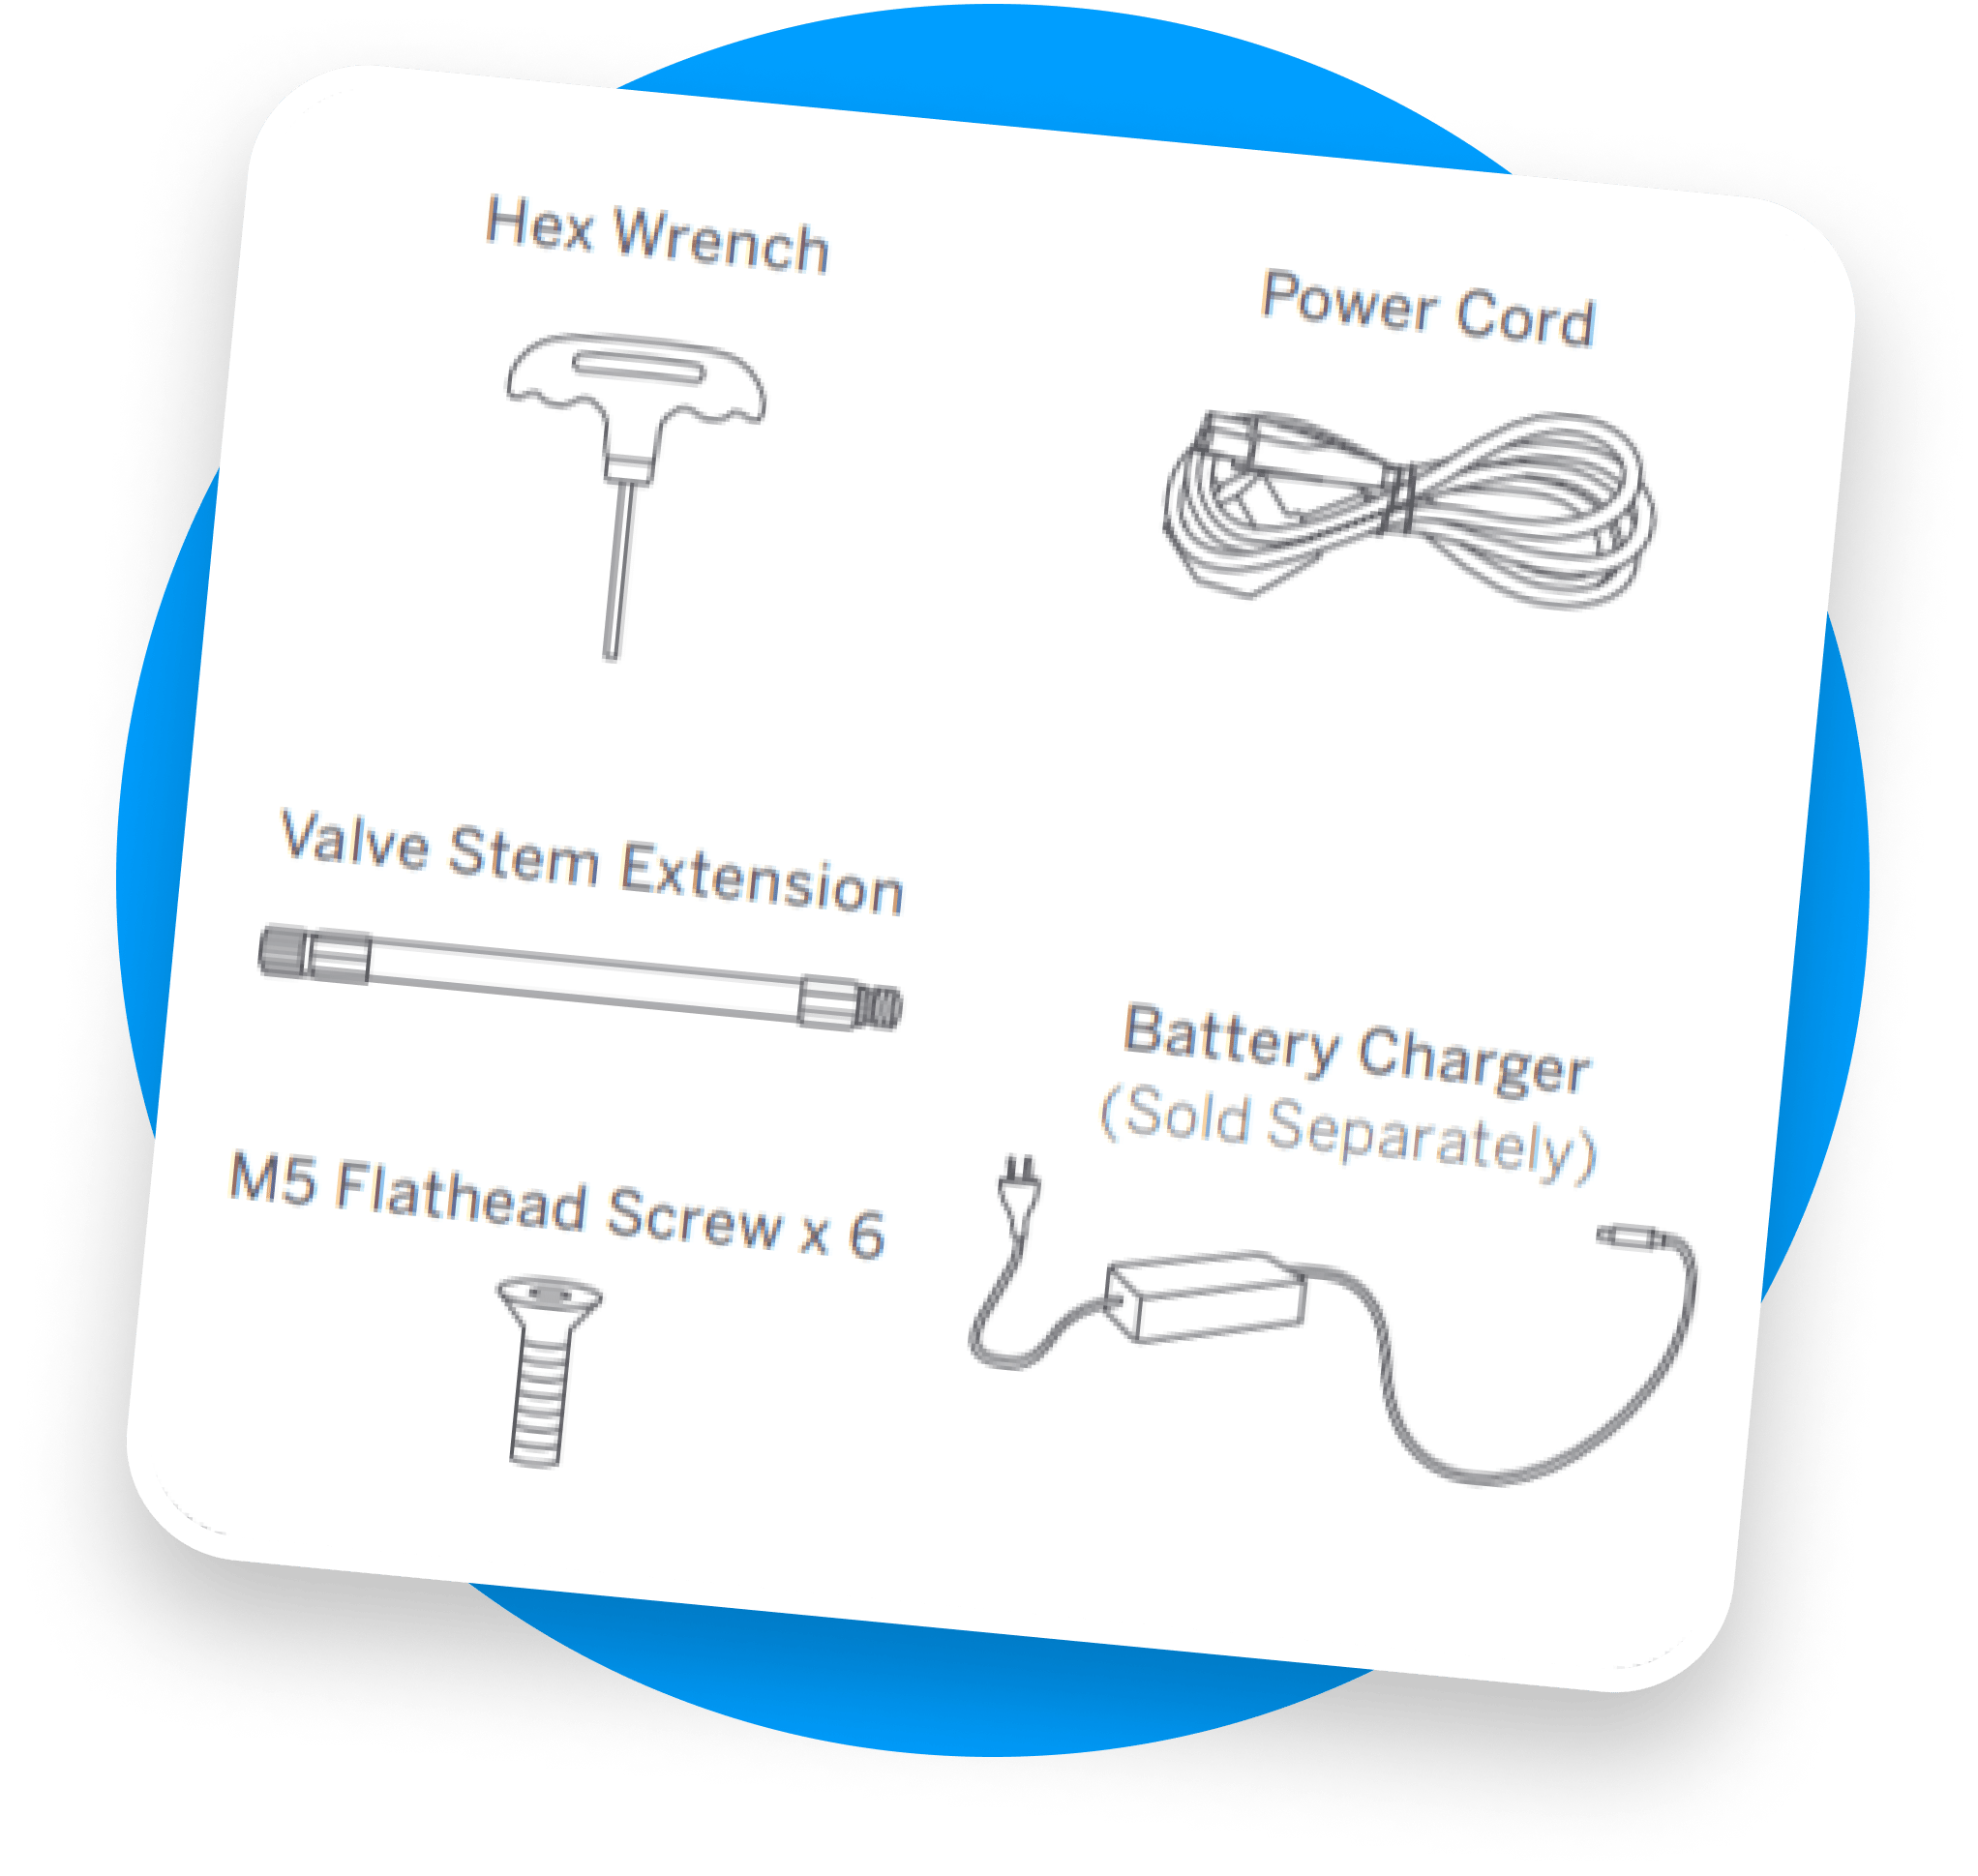 Hex Wrench
Power Cord
Valve Stem Extension
Battery Charger
(Sold Separately)
M5 Flathead Screw x 6